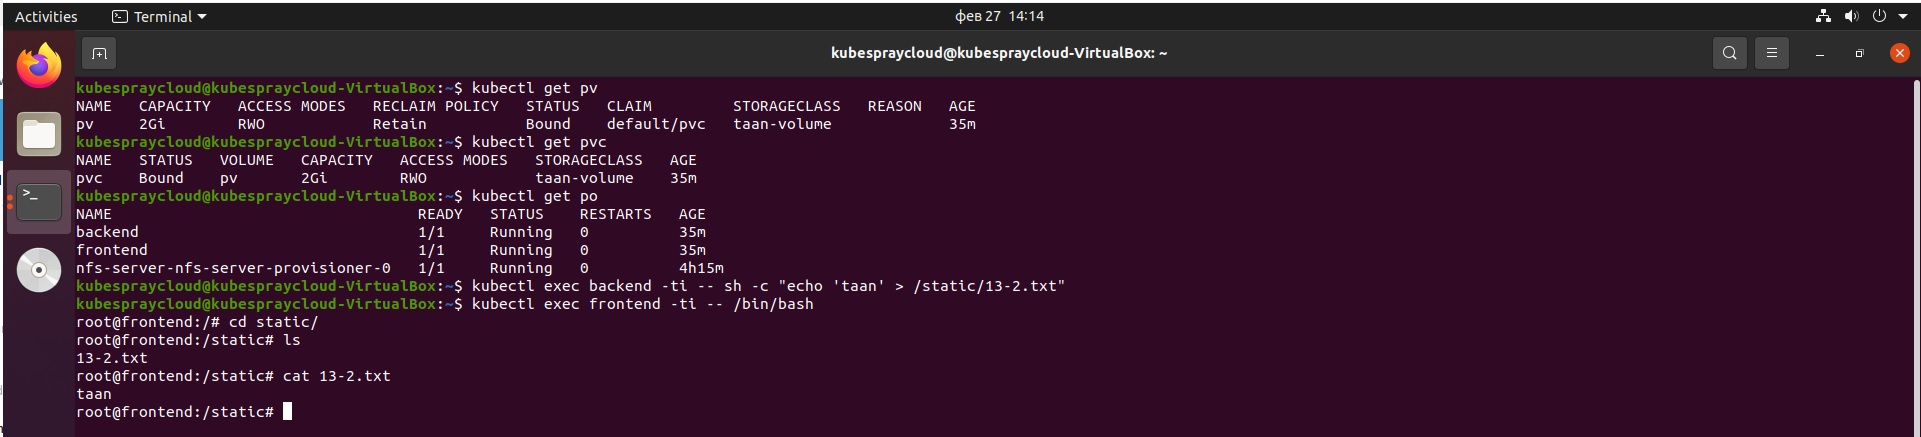 Activities Terminal фев 27 14:14
kubespraycloud@kubespraycloud-VirtualBox: ~
kubespraycloud@kubespraycloud-VirtualBox:~$ kubectl get pv
NAME CAPACITY ACCESS MODES RECLAIM POLICY STATUS CLAIM STORAGECLASS REASON AGE
pv 2Gi RWO Retain Bound default/pvc taan-volume 35m
kubespraycloud@kubespraycloud-VirtualBox:~$ kubectl get pvc
NAME STATUS VOLUME CAPACITY ACCESS MODES STORAGECLASS AGE
pvc Bound pv 2Gi RWO taan-volume 35m
kubespraycloud@kubespraycloud-VirtualBox:~$ kubectl get po
NAME READY STATUS RESTARTS AGE
backend 1/1 Running 0 35m
frontend 1/1 Running 0 35m
nfs-server-nfs-server-provisioner-0 1/1 Running 0 4h15m
kubespraycloud@kubespraycloud-VirtualBox:~$ kubectl exec backend -ti -- sh -c "echo 'taan' > /static/13-2.txt"
kubespraycloud@kubespraycloud-VirtualBox:~$ kubectl exec frontend -ti -- /bin/bash
root@frontend:/# cd static/
root@frontend:/static# ls
13-2.txt
root@frontend:/static# cat 13-2.txt
taan
root@frontend:/static#